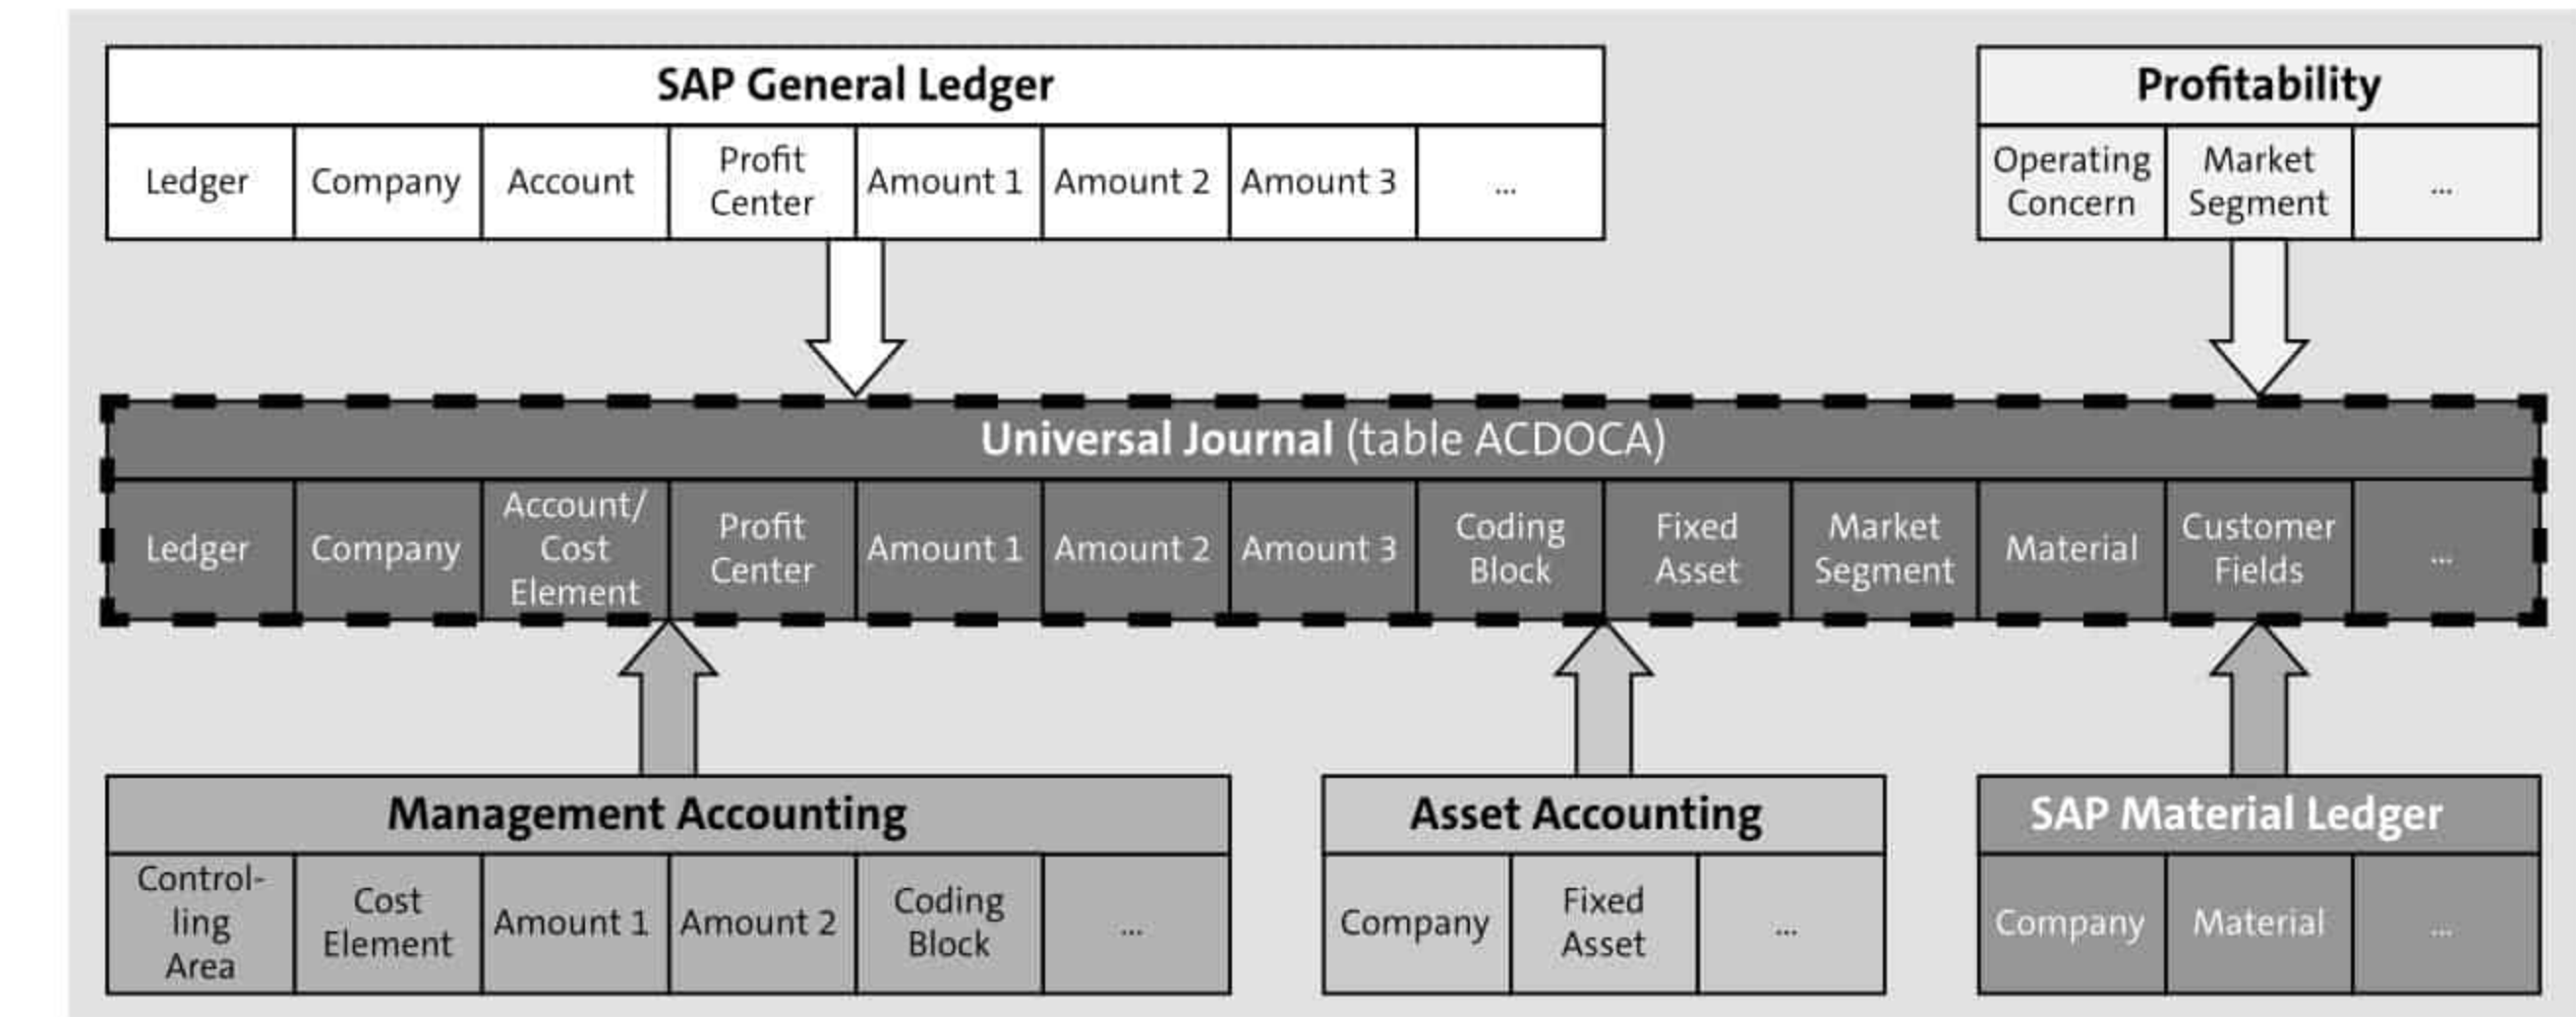 SAP General Ledger
Ledger
Company
Account
Profit
Center
Amount 1
Amount 2
Amount 3
...
Profitability
Operating
Concern
Market
Segment
...
Universal Journal (table ACDOCA)
Ledger
Company
Account/
Cost
Element
Profit
Center
Amount 1
Amount 2
Amount 3
Coding
Block
Fixed
Asset
Market
Segment
Material
Customer
Fields
...
Management Accounting
Control-
ling
Area
Cost
Element
Amount 1
Amount 2
Coding
Block
...
Asset Accounting
Company
Fixed
Asset
...
SAP Material Ledger
Company
Material
...